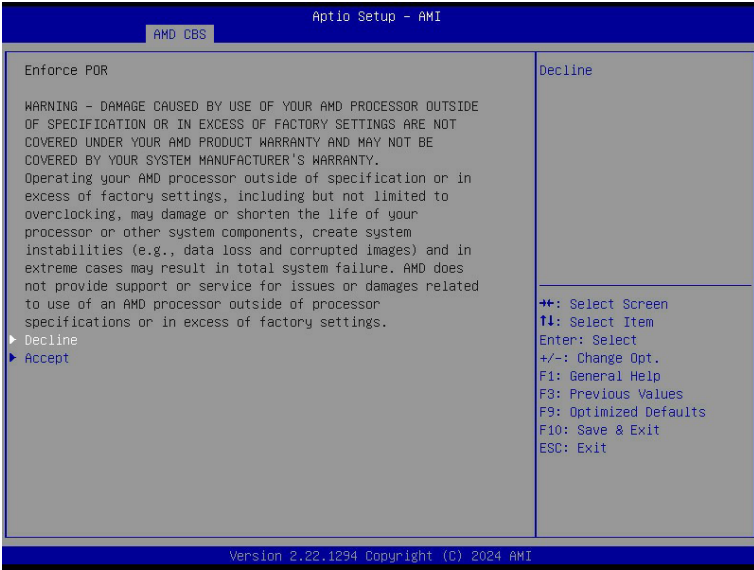 Aptio Setup - AMI
AMD CBS
Enforce POR
WARNING - DAMAGE CAUSED BY USE OF YOUR AMD PROCESSOR OUTSIDE
OF SPECIFICATION OR IN EXCESS OF FACTORY SETTINGS ARE NOT
COVERED UNDER YOUR AMD PRODUCT WARRANTY AND MAY NOT BE
COVERED BY YOUR SYSTEM MANUFACTURER'S WARRANTY.
Operating your AMD processor outside of specification or in
excess of factory settings, including but not limited to
overclocking, may damage or shorten the life of your
processor or other system components, create system
instabilities (e.g., data loss and corrupted images) and in
extreme cases may result in total system failure. AMD does
not provide support or service for issues or damages related
to use of an AMD processor outside of processor
specifications or in excess of factory settings.
Decline
Accept
Decline
→←: Select Screen
↑↓: Select Item
Enter: Select
+/-: Change Opt.
F1: General Help
F3: Previous Values
F9: Optimized Defaults
F10: Save & Exit
ESC: Exit
Version 2.22.1294 Copyright (C) 2024 AMI